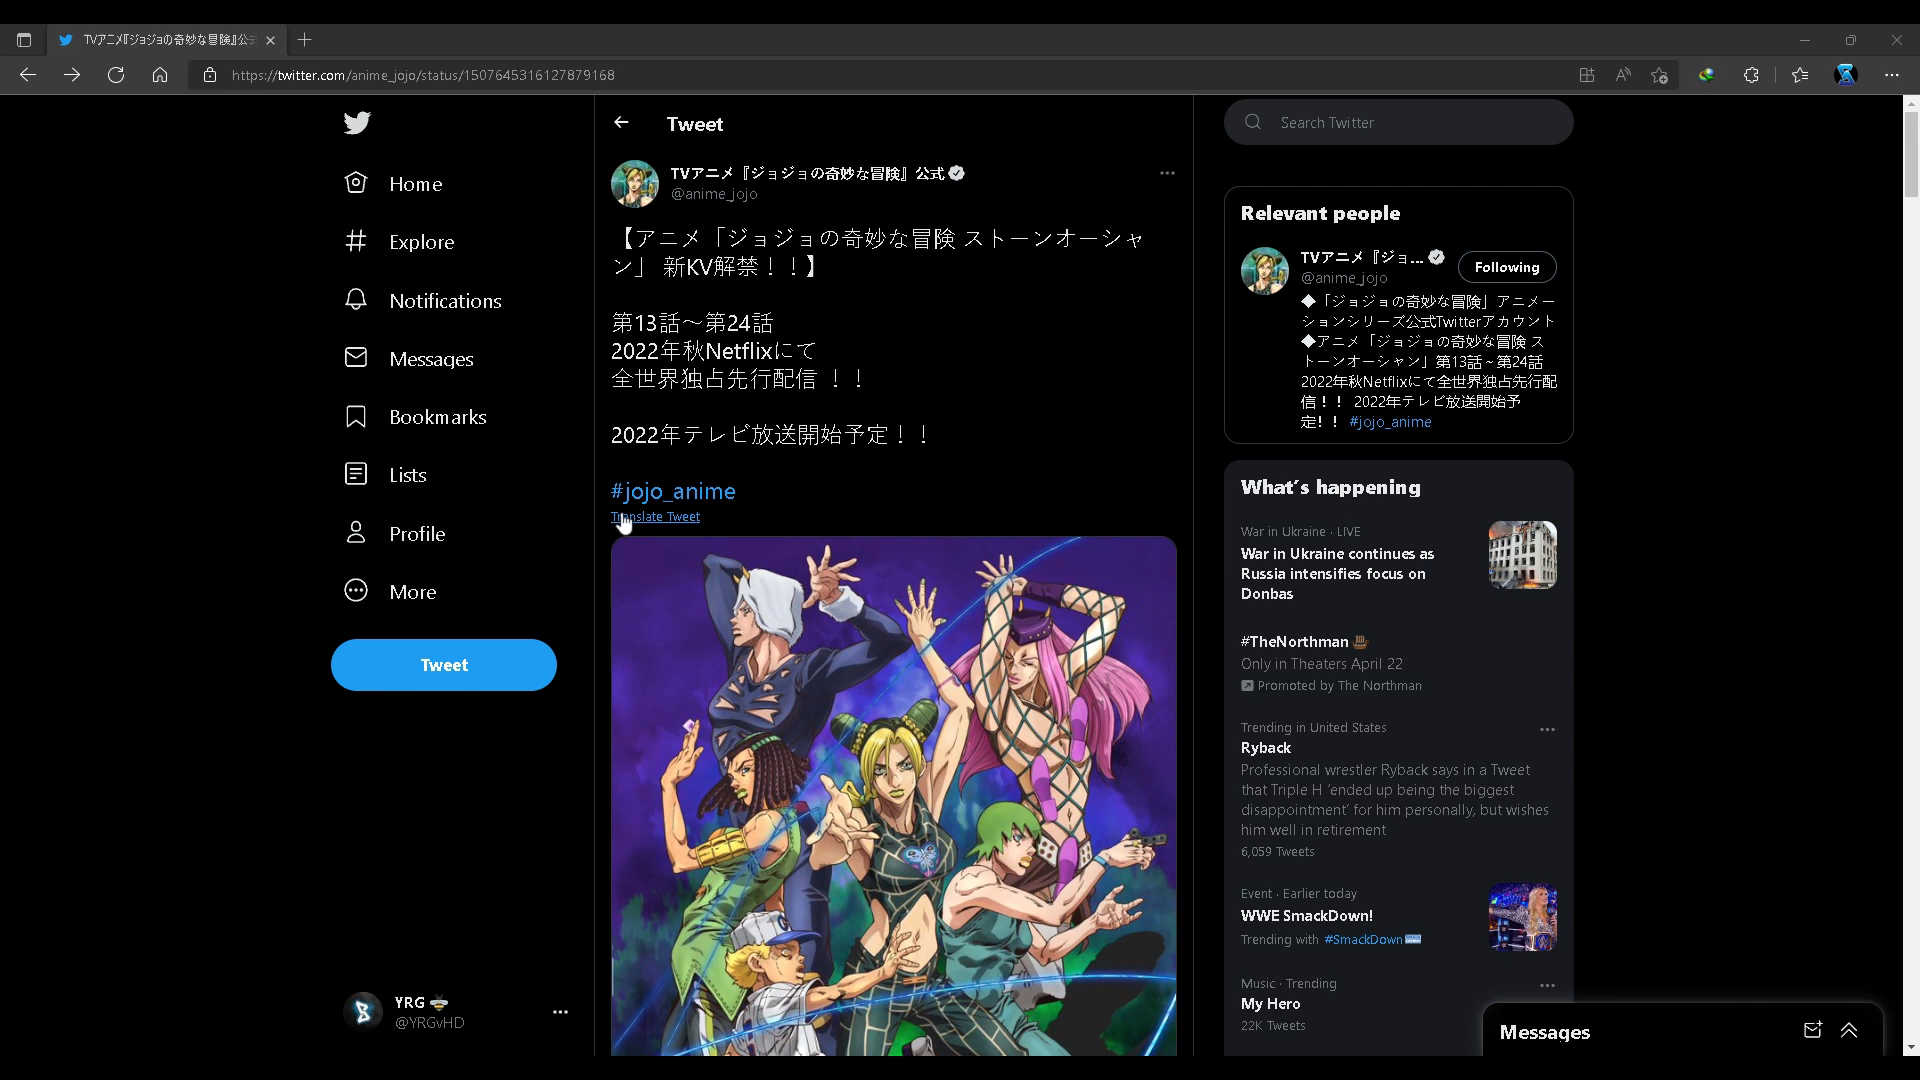 TVアニメ『ジョジョの奇妙な冒険』公式
https://twitter.com/anime_jojo/status/1507645316127879168
Home
Explore
Notifications
Messages
Bookmarks
Lists
Profile
More
Tweet
YRG
@YRGvHD
Tweet
TVアニメ『ジョジョの奇妙な冒険』公式
@anime_jojo
【アニメ「ジョジョの奇妙な冒険 ストーンオーシャ
ン」 新KV解禁！！】
第13話～第24話
2022年秋Netflixにて
全世界独占先行配信 ！！
2022年テレビ放送開始予定！！
#jojo_anime
Translate Tweet
Search Twitter
Relevant people
TVアニメ『ジョ...
@anime_jojo
Following
◆「ジョジョの奇妙な冒険」アニメー
ションシリーズ公式Twitterアカウント
◆アニメ「ジョジョの奇妙な冒険 ス
トーンオーシャン」第13話～第24話
2022年秋Netflixにて全世界独占先行配
信！！ 2022年テレビ放送開始予
定！！ #jojo_anime
What's happening
War in Ukraine · LIVE
War in Ukraine continues as
Russia intensifies focus on
Donbas
#TheNorthman
Only in Theaters April 22
Promoted by The Northman
Trending in United States
Ryback
Professional wrestler Ryback says in a Tweet
that Triple H 'ended up being the biggest
disappointment' for him personally, but wishes
him well in retirement
6,059 Tweets
Event · Earlier today
WWE SmackDown!
Trending with #SmackDown
Music · Trending
My Hero
22K Tweets
Messages